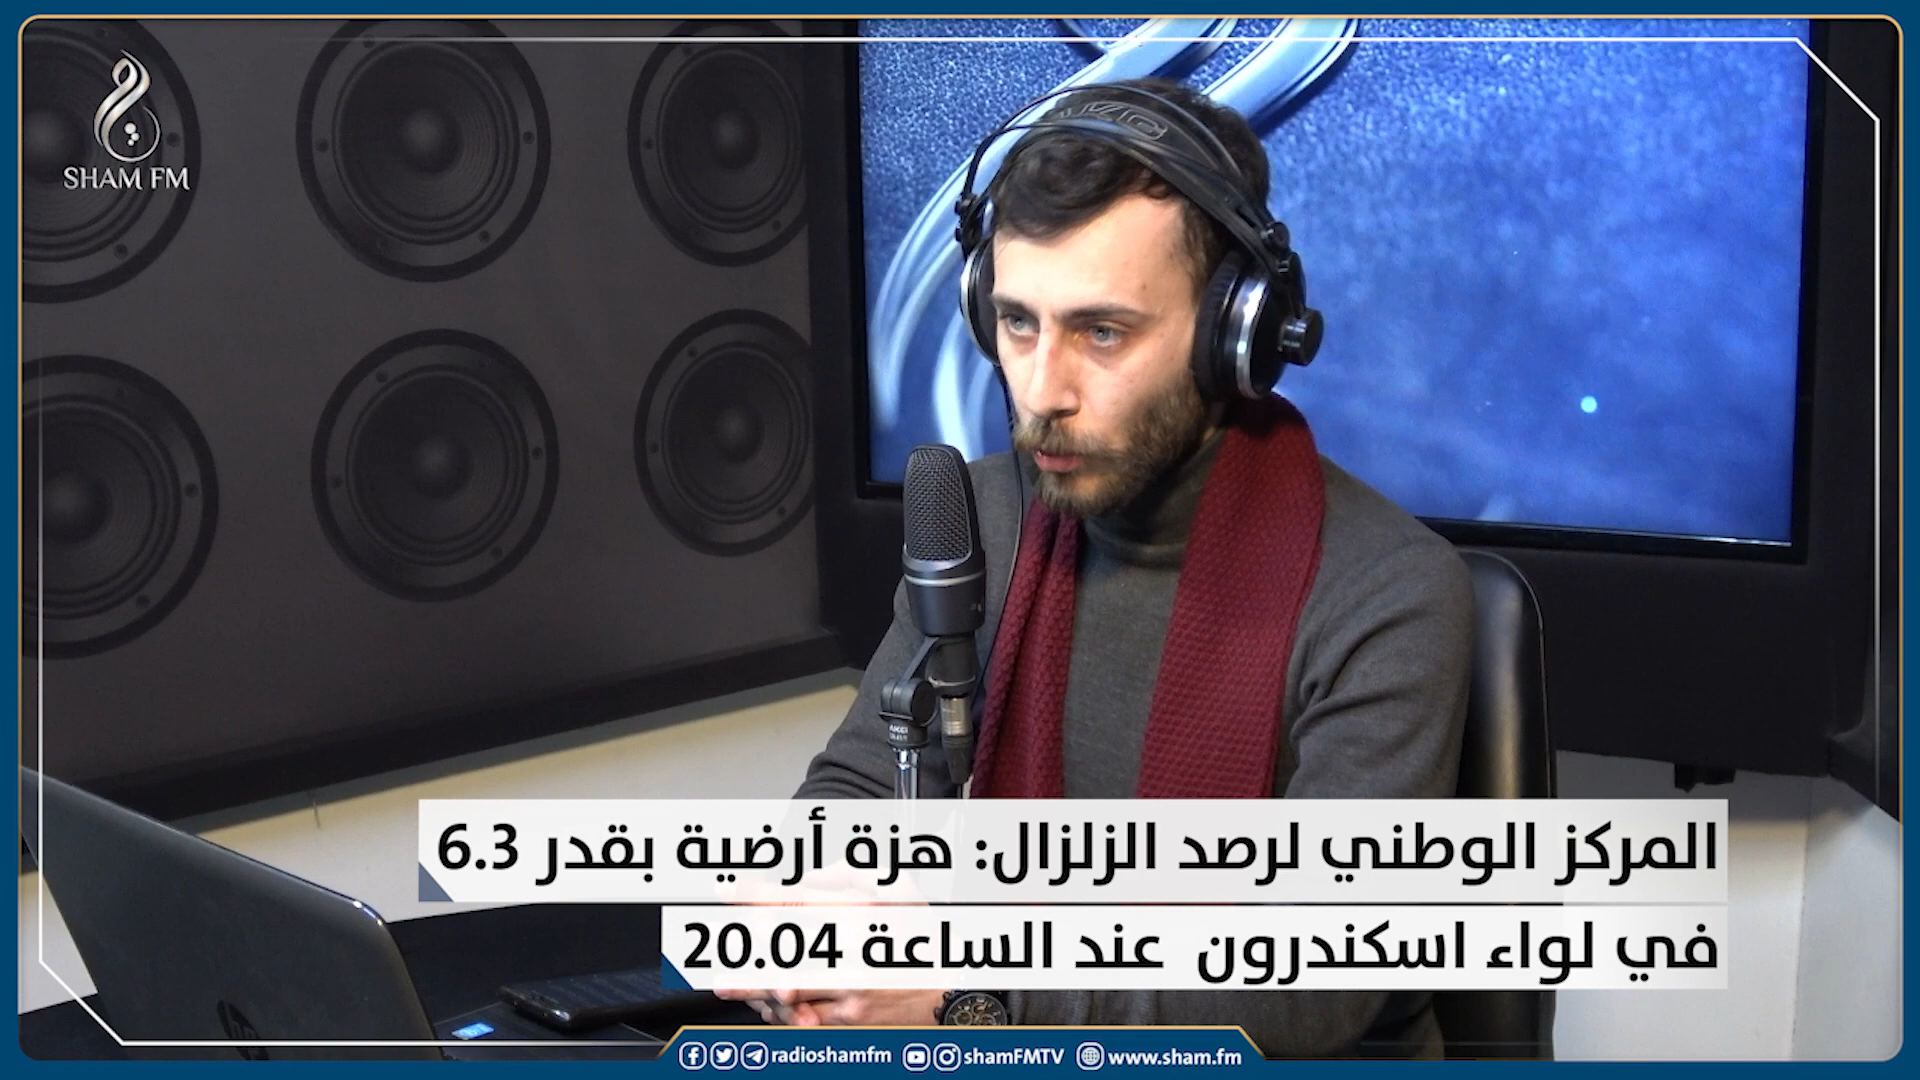 SHAM FM
AKG
المركز الوطني لرصد الزلزال: هزة أرضية بقدر 6.3
في لواء اسكندرون عند الساعة 20.04
radioshamfm shamFMTV www.sham.fm